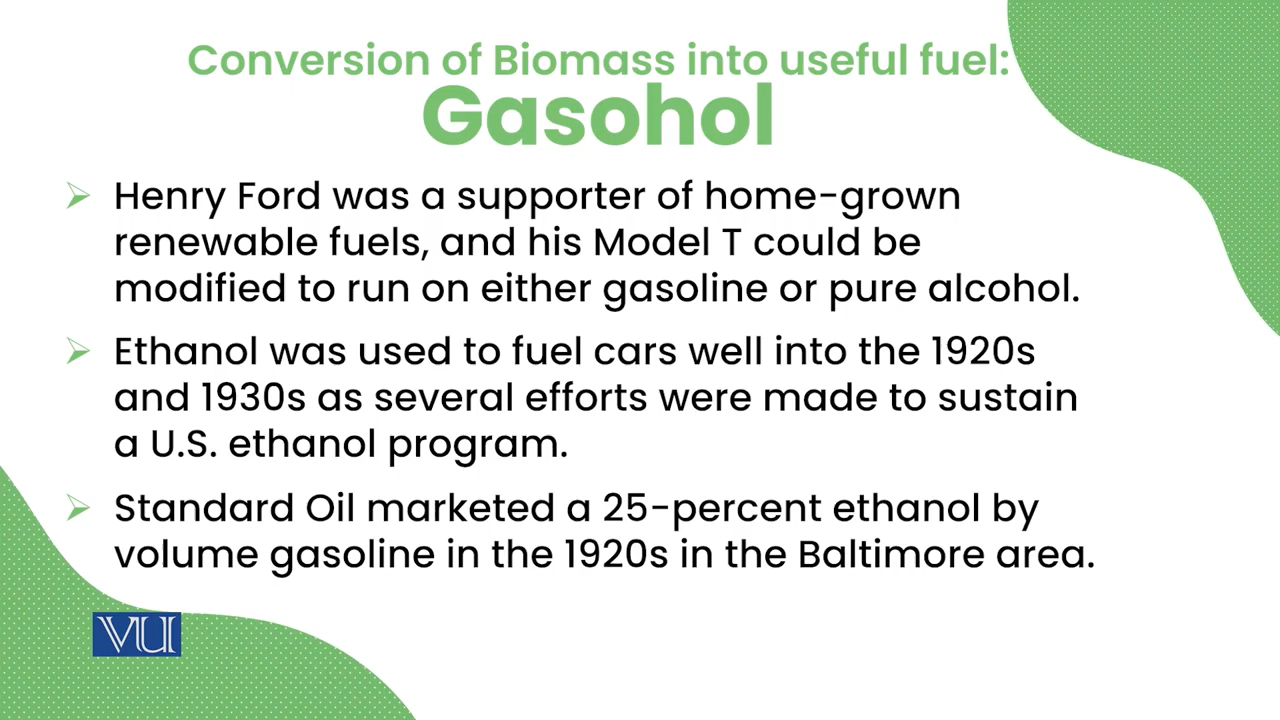 Conversion of Biomass into useful fuel:
Gasohol
➢ Henry Ford was a supporter of home-grown
renewable fuels, and his Model T could be
modified to run on either gasoline or pure alcohol.
➢ Ethanol was used to fuel cars well into the 1920s
and 1930s as several efforts were made to sustain
a U.S. ethanol program.
➢ Standard Oil marketed a 25-percent ethanol by
volume gasoline in the 1920s in the Baltimore area.
VU